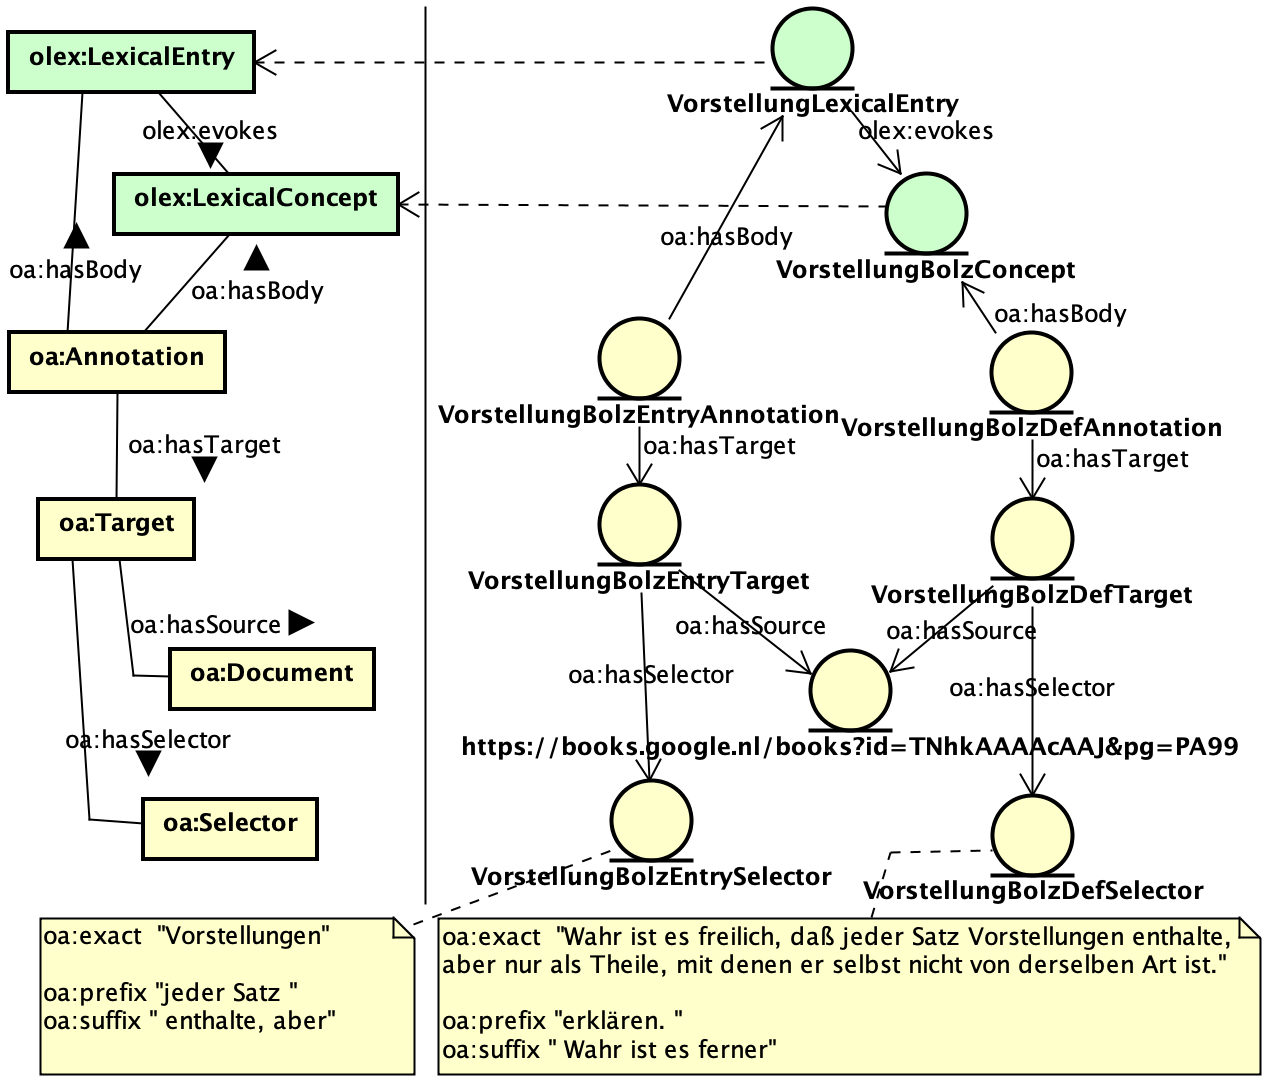 olex:LexicalEntry
olex:evokes
olex:LexicalConcept
oa:hasBody
oa:hasBody
oa:Annotation
oa:hasTarget
oa:Target
oa:hasSource
oa:Document
oa:hasSelector
oa:Selector
VorstellungLexicalEntry
olex:evokes
oa:hasBody
VorstellungBolzConcept
oa:hasBody
VorstellungBolzEntryAnnotation
VorstellungBolzDefAnnotation
oa:hasTarget
oa:hasTarget
VorstellungBolzEntryTarget
VorstellungBolzDefTarget
oa:hasSource
oa:hasSource
oa:hasSelector
oa:hasSelector
https://books.google.nl/books?id=TNhkAAAAcAAJ&pg=PA99
VorstellungBolzEntrySelector
VorstellungBolzDefSelector
oa:exact  "Vorstellungen"
oa:prefix "jeder Satz "
oa:suffix " enthalte, aber"
oa:exact  "Wahr ist es freilich, daß jeder Satz Vorstellungen enthalte,
aber nur als Theile, mit denen er selbst nicht von derselben Art ist."
oa:prefix "erklären. "
oa:suffix " Wahr ist es ferner"